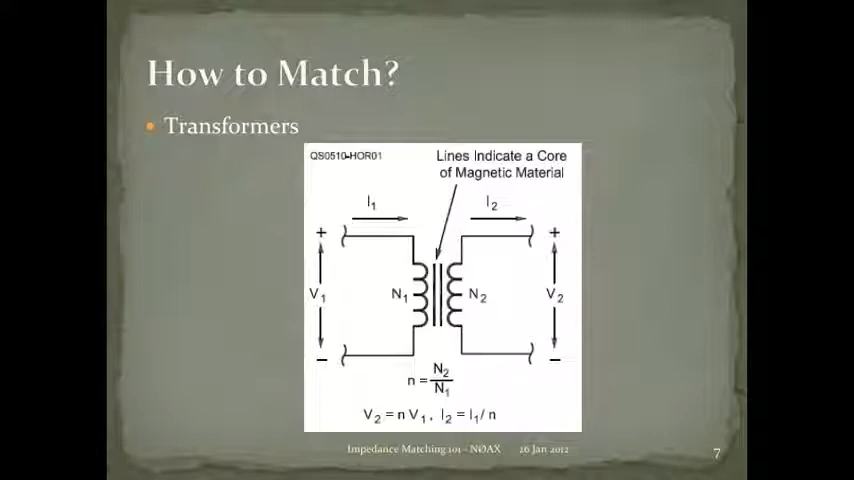 How to Match?
• Transformers
QS0510-HOR01
Lines Indicate a Core
of Magnetic Material
I1 I2
+ +
V1 N1 N2 V2
− −
n = N2/N1
V2 = n V1, I2 = I1/n
Impedance Matching 101 - NØAX 26 Jan 2012 7